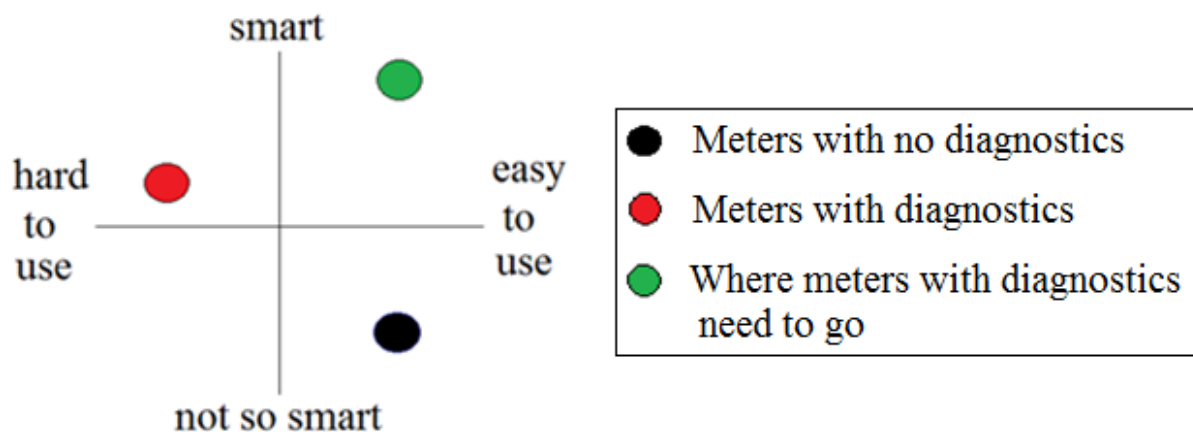 smart
hard
to
use
easy
to
use
not so smart
Meters with no diagnostics
Meters with diagnostics
Where meters with diagnostics
need to go